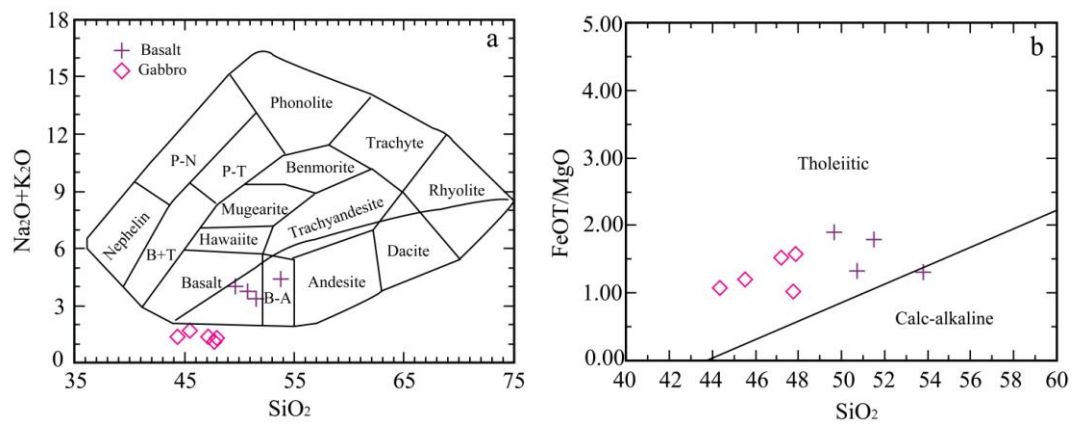 a
Basalt
Gabbro
18
15
12
9
6
3
0
Na₂O+K₂O
Phonolite
P-N
P-T
Trachyte
Benmorite
Nephelin
Mugearite
Trachyandesite
Rhyolite
B+T
Hawaiite
Basalt
B-A
Andesite
Dacite
35
45
55
65
75
SiO₂
b
5.00
4.00
3.00
2.00
1.00
0.00
FeOT/MgO
Tholeiitic
Calc-alkaline
40
42
44
46
48
50
52
54
56
58
60
SiO₂